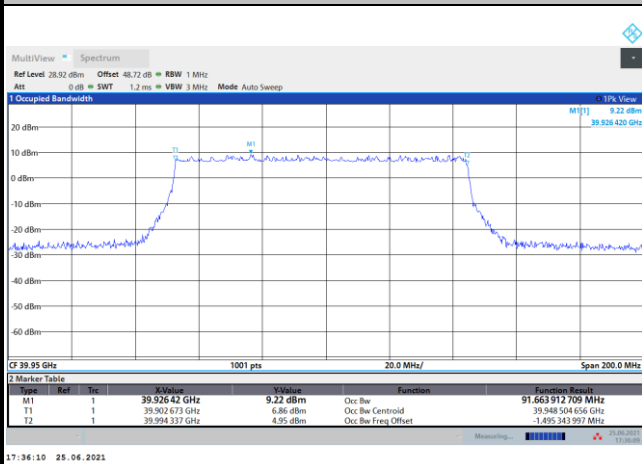 MultiView Spectrum
Ref Level 28.92 dBm Offset 48.72 dB RBW 1 MHz
Att 0 dB SWT 1.2 ms VBW 3 MHz Mode Auto Sweep
1 Occupied Bandwidth 1Pk View
M1[1] 9.22 dBm
39.926 420 GHz
20 dBm
M1
T1
T2
10 dBm
0 dBm
-10 dBm
-20 dBm
-30 dBm
-40 dBm
-50 dBm
-60 dBm
CF 39.95 GHz 1001 pts 20.0 MHz/ Span 200.0 MHz
2 Marker Table
Type Ref Trc X-Value Y-Value Function Function Result
M1 1 39.926 42 GHz 9.22 dBm Occ Bw 91.663 912 709 MHz
T1 1 39.902 673 GHz 6.86 dBm Occ Bw Centroid 39.948 504 656 GHz
T2 1 39.994 337 GHz 4.95 dBm Occ Bw Freq Offset -1.495 343 997 MHz
Measuring... 25.06.2021
17:36:09
17:36:10 25.06.2021